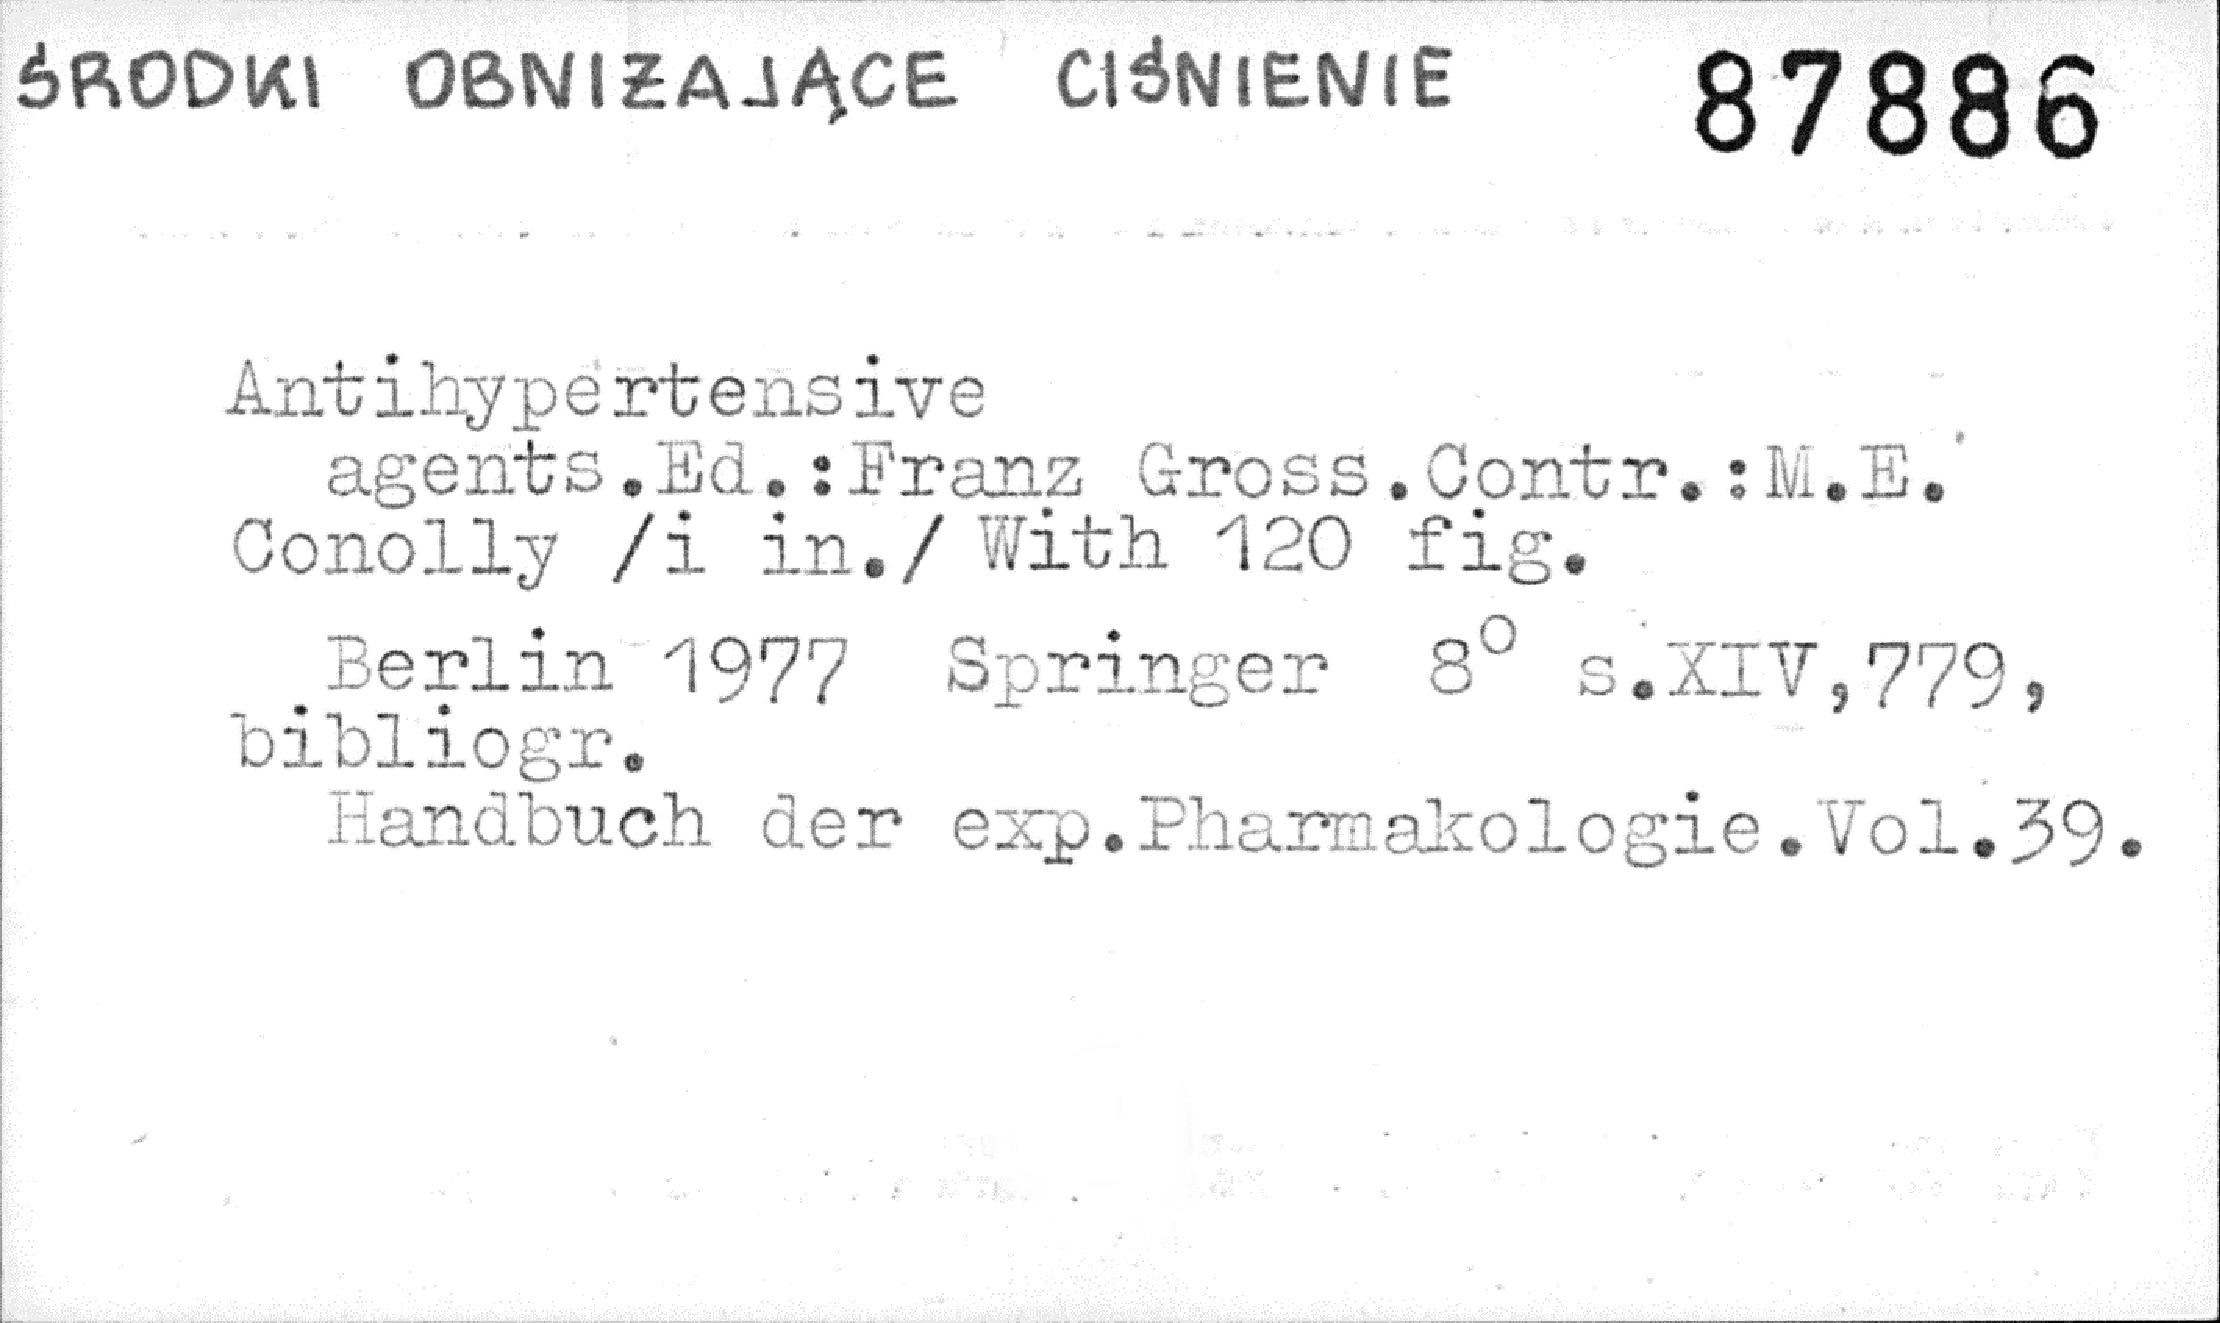 ŚRODKI OBNIŻAJĄCE CIŚNIENIE 87886
Antihypertensive
agents.Ed.:Franz Gross.Contr.:M.E.
Conolly /i in./ With 120 fig.
Berlin 1977 Springer 8° s.XIV,779,
bibliogr.
Handbuch der exp.Pharmakologie.Vol.39.